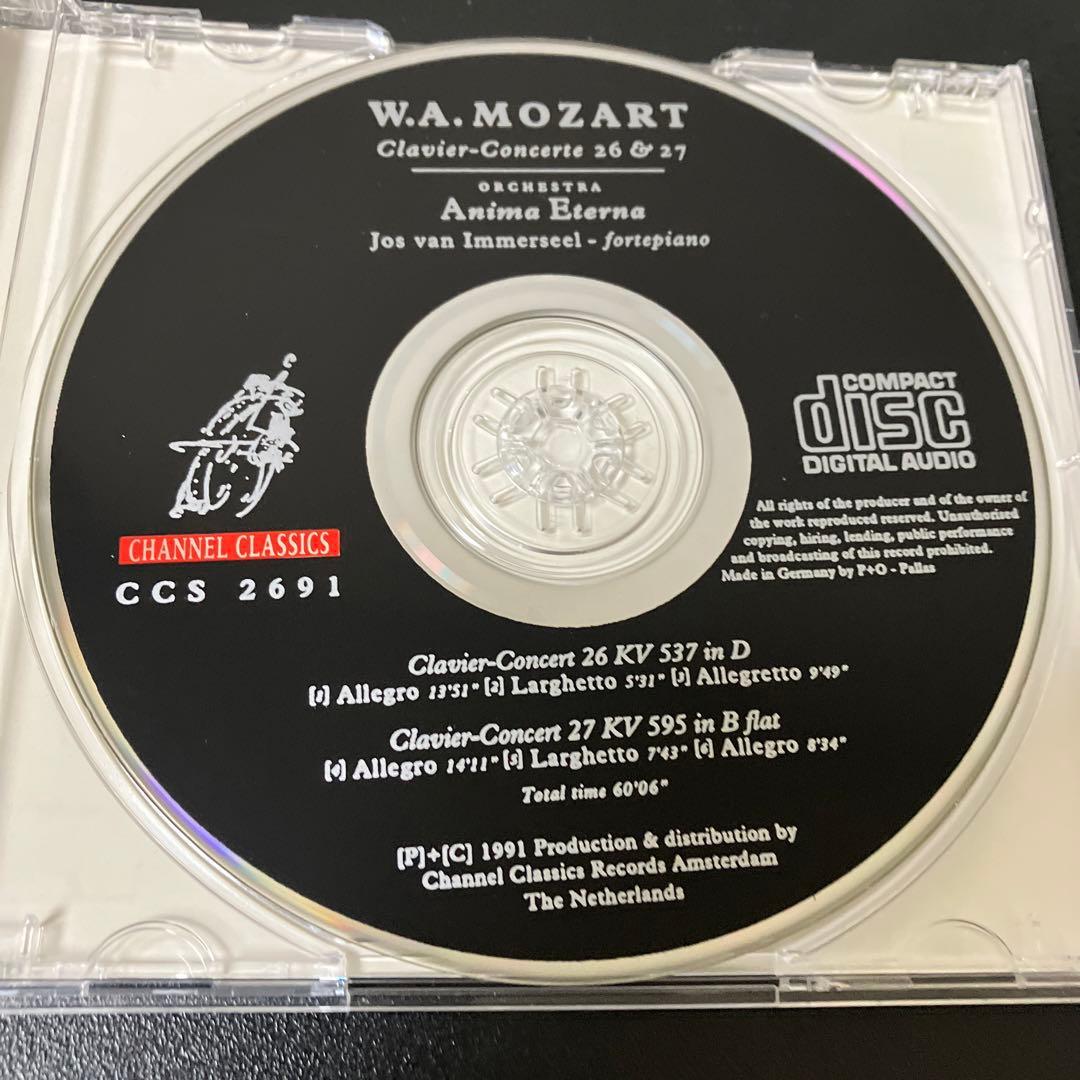 W.A. MOZART
Clavier-Concerte 26 & 27
ORCHESTRA
Anima Eterna
Jos van Immerseel - fortepiano
CHANNEL CLASSICS
CCS 2691
COMPACT
disc
DIGITAL AUDIO
All rights of the producer and of the owner of
the work reproduced reserved. Unauthorised
copying, hiring, lending, public performance
and broadcasting of this record prohibited.
Made in Germany by P+O - Pallas
Clavier-Concert 26 KV 537 in D
[1] Allegro 13'51" [2] Larghetto 5'31" [3] Allegretto 9'49"
Clavier-Concert 27 KV 595 in B flat
[4] Allegro 14'11" [5] Larghetto 7'43" [6] Allegro 8'34"
Total time 60'06"
[P]+[C] 1991 Production & distribution by
Channel Classics Records Amsterdam
The Netherlands